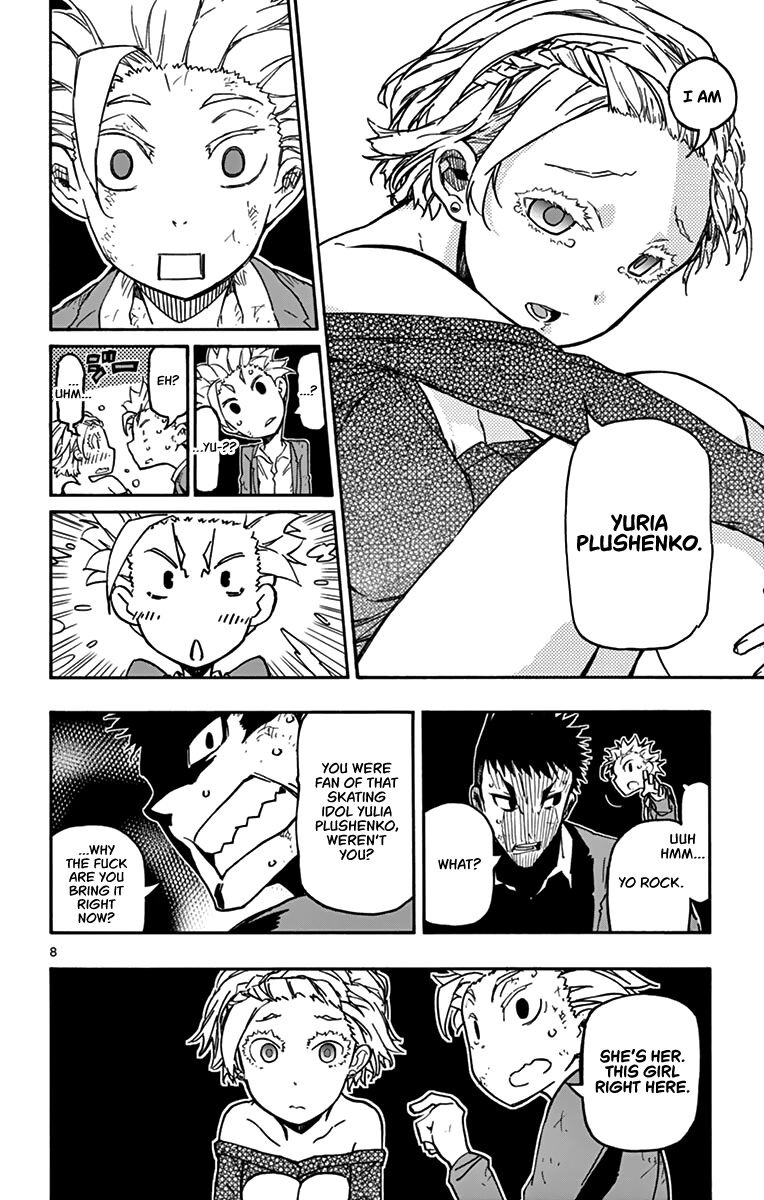 I AM
YURIA
PLUSHENKO.
...?
...YU-??
EH?
...
UHM...
ジー
UUH
HMM...
YO ROCK.
WHAT?
YOU WERE
FAN OF THAT
SKATING
IDOL YULIA
PLUSHENKO,
WEREN'T
YOU?
...WHY
THE FUCK
ARE YOU
BRING IT
RIGHT
NOW?
8
SHE'S HER.
THIS GIRL
RIGHT HERE.